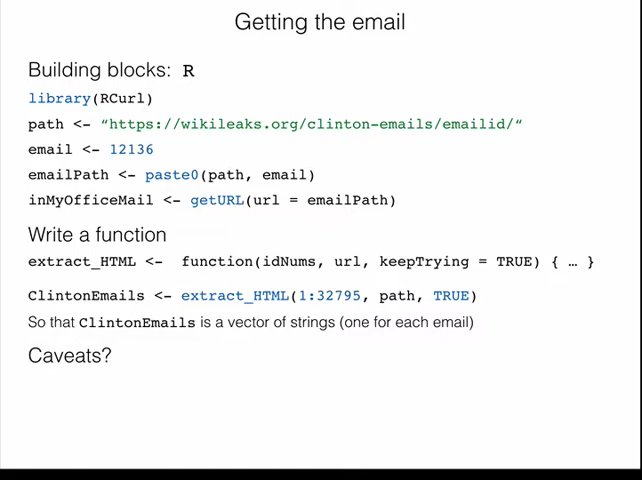 Getting the email
Building blocks: R
library(RCurl)
path <- “https://wikileaks.org/clinton-emails/emailid/“
email <- 12136
emailPath <- paste0(path, email)
inMyOfficeMail <- getURL(url = emailPath)
Write a function
extract_HTML <- function(idNums, url, keepTrying = TRUE) { … }
ClintonEmails <- extract_HTML(1:32795, path, TRUE)
So that ClintonEmails is a vector of strings (one for each email)
Caveats?